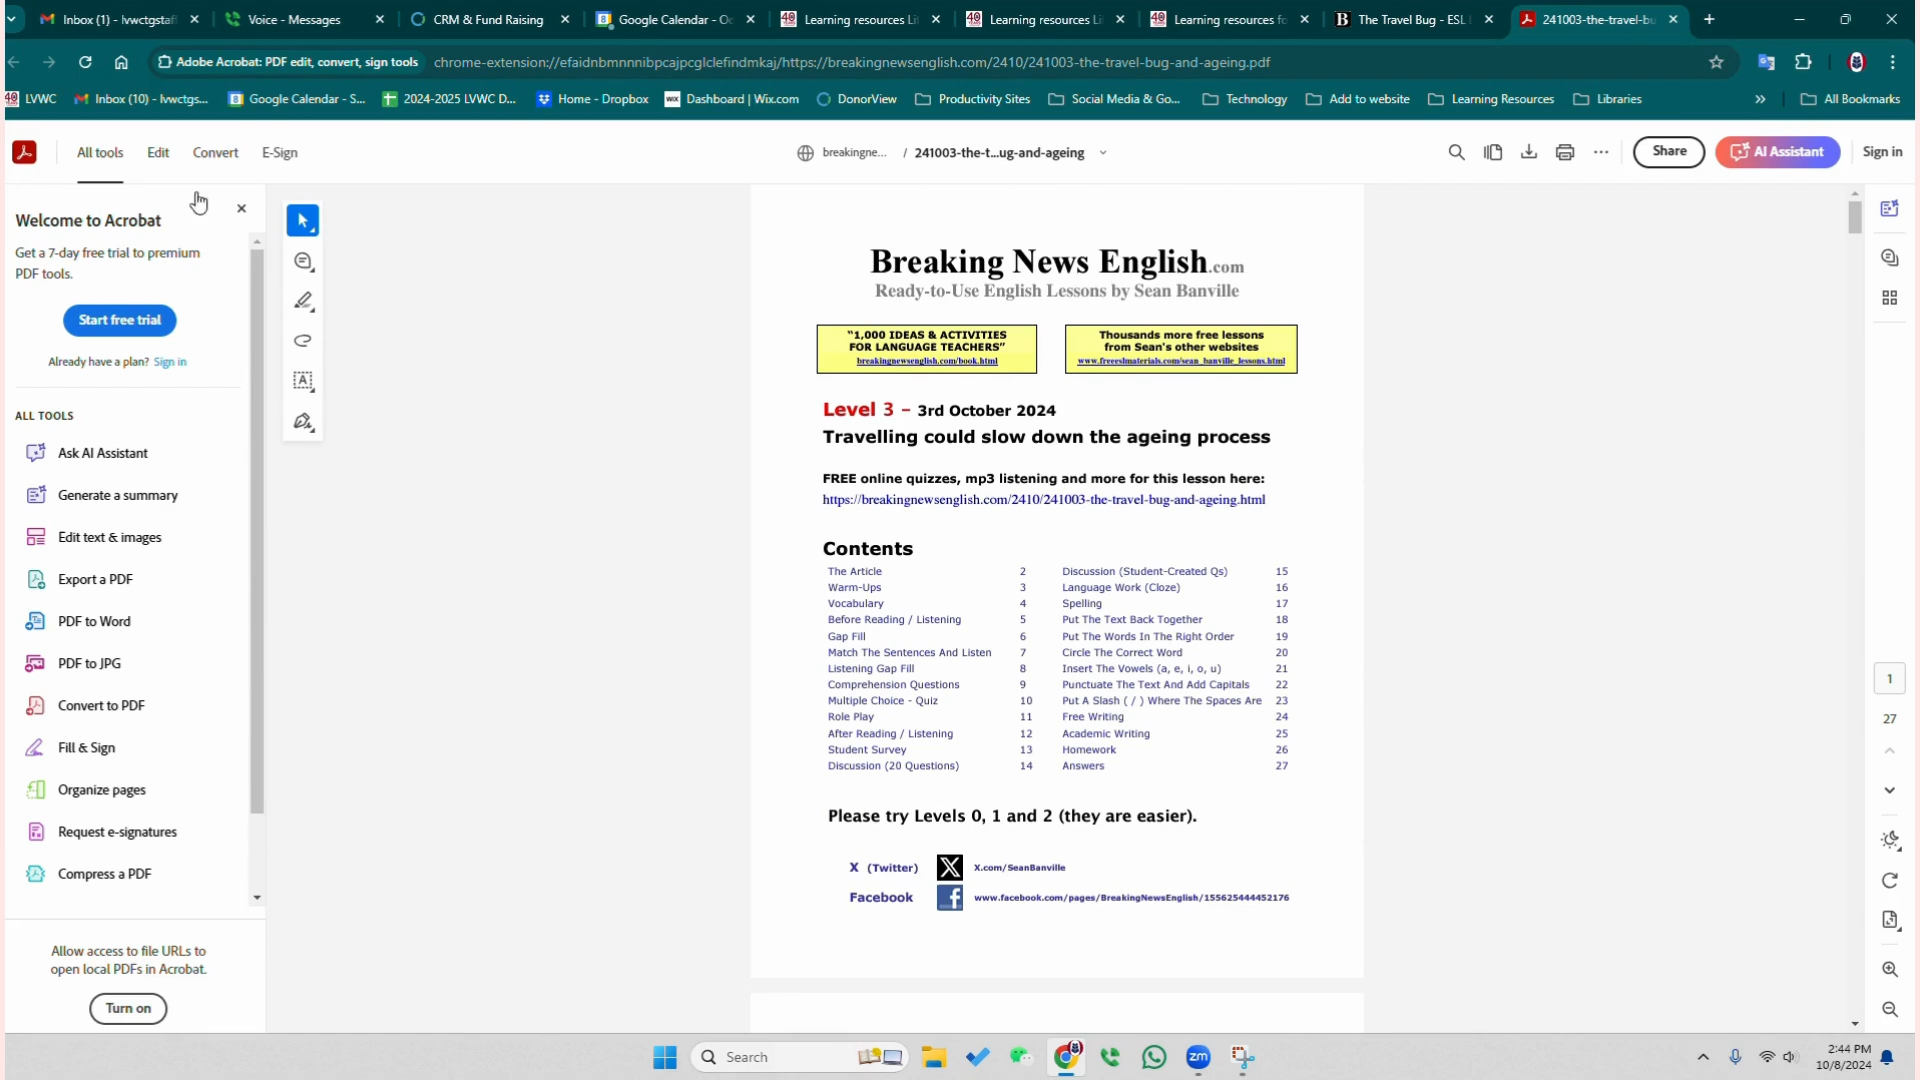 Inbox (1) - lvwctgstaf
Voice - Messages
CRM & Fund Raising
Google Calendar - Oc
Learning resources Li
Learning resources Li
Learning resources fo
The Travel Bug - ESL
241003-the-travel-bu
Adobe Acrobat: PDF edit, convert, sign tools
chrome-extension://efaidnbmnnnibpcajpcglclefindmkaj/https://breakingnewsenglish.com/2410/241003-the-travel-bug-and-ageing.pdf
LVWC
Inbox (10) - lvwctgs...
Google Calendar - S...
2024-2025 LVWC D...
Home - Dropbox
Dashboard | Wix.com
DonorView
Productivity Sites
Social Media & Go...
Technology
Add to website
Learning Resources
Libraries
»
All Bookmarks
All tools
Edit
Convert
E-Sign
breakingne... / 241003-the-t...ug-and-ageing
Share
AI Assistant
Sign in
Welcome to Acrobat
Get a 7-day free trial to premium
PDF tools.
Start free trial
Already have a plan? Sign in
ALL TOOLS
Ask AI Assistant
Generate a summary
Edit text & images
Export a PDF
PDF to Word
PDF to JPG
Convert to PDF
Fill & Sign
Organize pages
Request e-signatures
Compress a PDF
Allow access to file URLs to
open local PDFs in Acrobat.
Turn on
Breaking News English.com
Ready-to-Use English Lessons by Sean Banville
"1,000 IDEAS & ACTIVITIES
FOR LANGUAGE TEACHERS"
breakingnewsenglish.com/book.html
Thousands more free lessons
from Sean's other websites
www.freeeslmaterials.com/sean_banville_lessons.html
Level 3 – 3rd October 2024
Travelling could slow down the ageing process
FREE online quizzes, mp3 listening and more for this lesson here:
https://breakingnewsenglish.com/2410/241003-the-travel-bug-and-ageing.html
Contents
The Article 2
Warm-Ups 3
Vocabulary 4
Before Reading / Listening 5
Gap Fill 6
Match The Sentences And Listen 7
Listening Gap Fill 8
Comprehension Questions 9
Multiple Choice - Quiz 10
Role Play 11
After Reading / Listening 12
Student Survey 13
Discussion (20 Questions) 14
Discussion (Student-Created Qs) 15
Language Work (Cloze) 16
Spelling 17
Put The Text Back Together 18
Put The Words In The Right Order 19
Circle The Correct Word 20
Insert The Vowels (a, e, i, o, u) 21
Punctuate The Text And Add Capitals 22
Put A Slash ( / ) Where The Spaces Are 23
Free Writing 24
Academic Writing 25
Homework 26
Answers 27
Please try Levels 0, 1 and 2 (they are easier).
X (Twitter) X.com/SeanBanville
Facebook www.facebook.com/pages/BreakingNewsEnglish/155625444452176
1
27
Search
zm
2:44 PM
10/8/2024